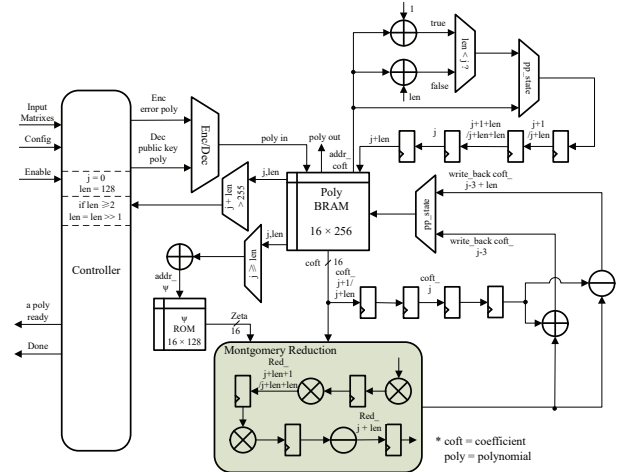 1
true
len < j ?
false
len
pp_state
Input
Matrixes
Config
Enable
Enc
error poly
Dec
public key
poly
Enc/Dec
poly in
poly out
addr_
coft
j+len
j
j+1+len
/j+len+len
j+1
/j+len
j = 0
len = 128
if len ≥2
len = len >> 1
Controller
a poly
ready
Done
j + len
> 255
j,len
Poly
BRAM
16 × 256
pp_state
write_back coft_
j-3 + len
write_back coft_
j-3
j ≥ len
j,len
addr_
ψ
ψ
ROM
16 × 128
Zeta
16
coft
16
coft_
j+1/
j+len
coft_
j
Montgomery Reduction
Red_
j+len+1
/j+len+len
Red_
j + len
* coft = coefficient
poly = polynomial